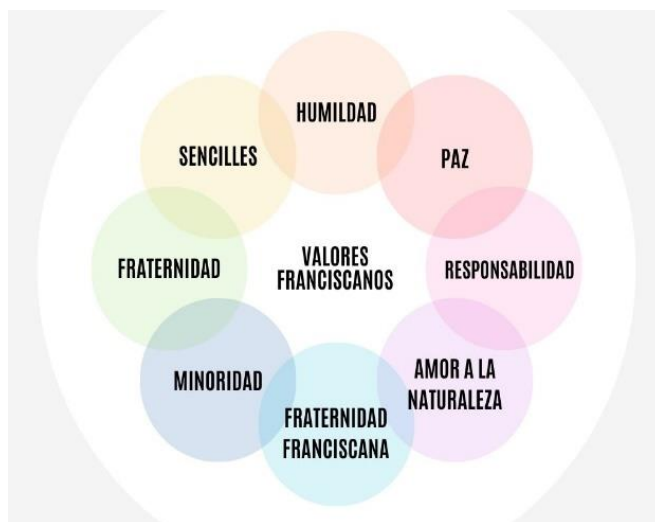 HUMILDAD
SENCILLES
PAZ
FRATERNIDAD
VALORES
FRANCISCANOS
RESPONSABILIDAD
MINORIDAD
AMOR A LA
NATURALEZA
FRATERNIDAD
FRANCISCANA